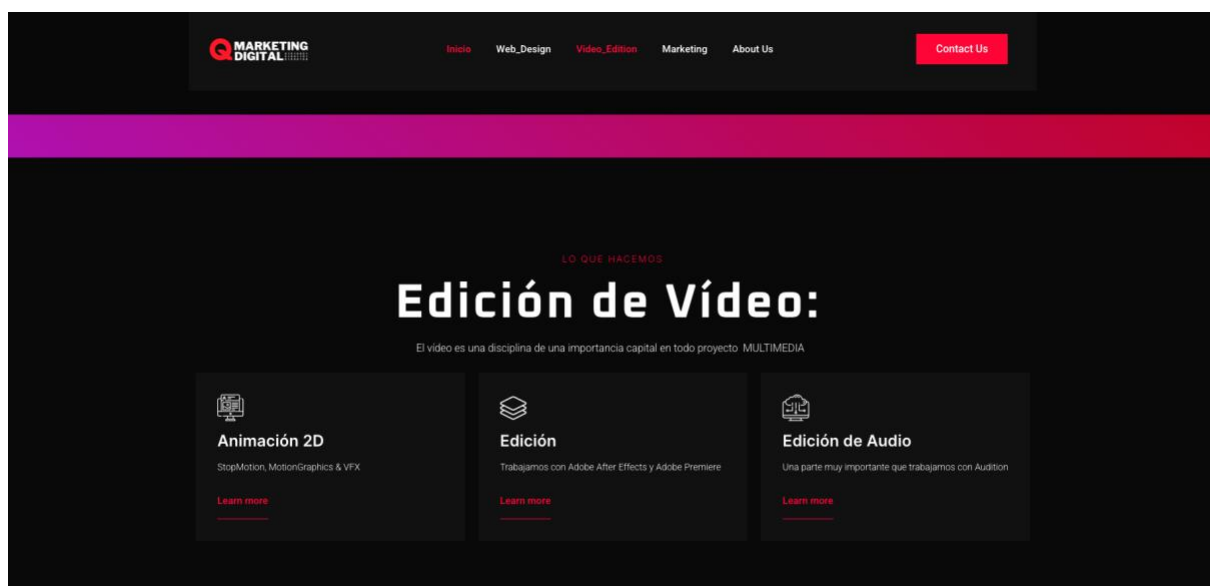 MARKETING
DIGITAL
Inicio Web_Design Video_Edition Marketing About Us
Contact Us
LO QUE HACEMOS
Edición de Vídeo:
El vídeo es una disciplina de una importancia capital en todo proyecto MULTIMEDIA
Animación 2D
StopMotion, MotionGraphics & VFX
Learn more
Edición
Trabajamos con Adobe After Effects y Adobe Premiere
Learn more
Edición de Audio
Una parte muy importante que trabajamos con Audition
Learn more